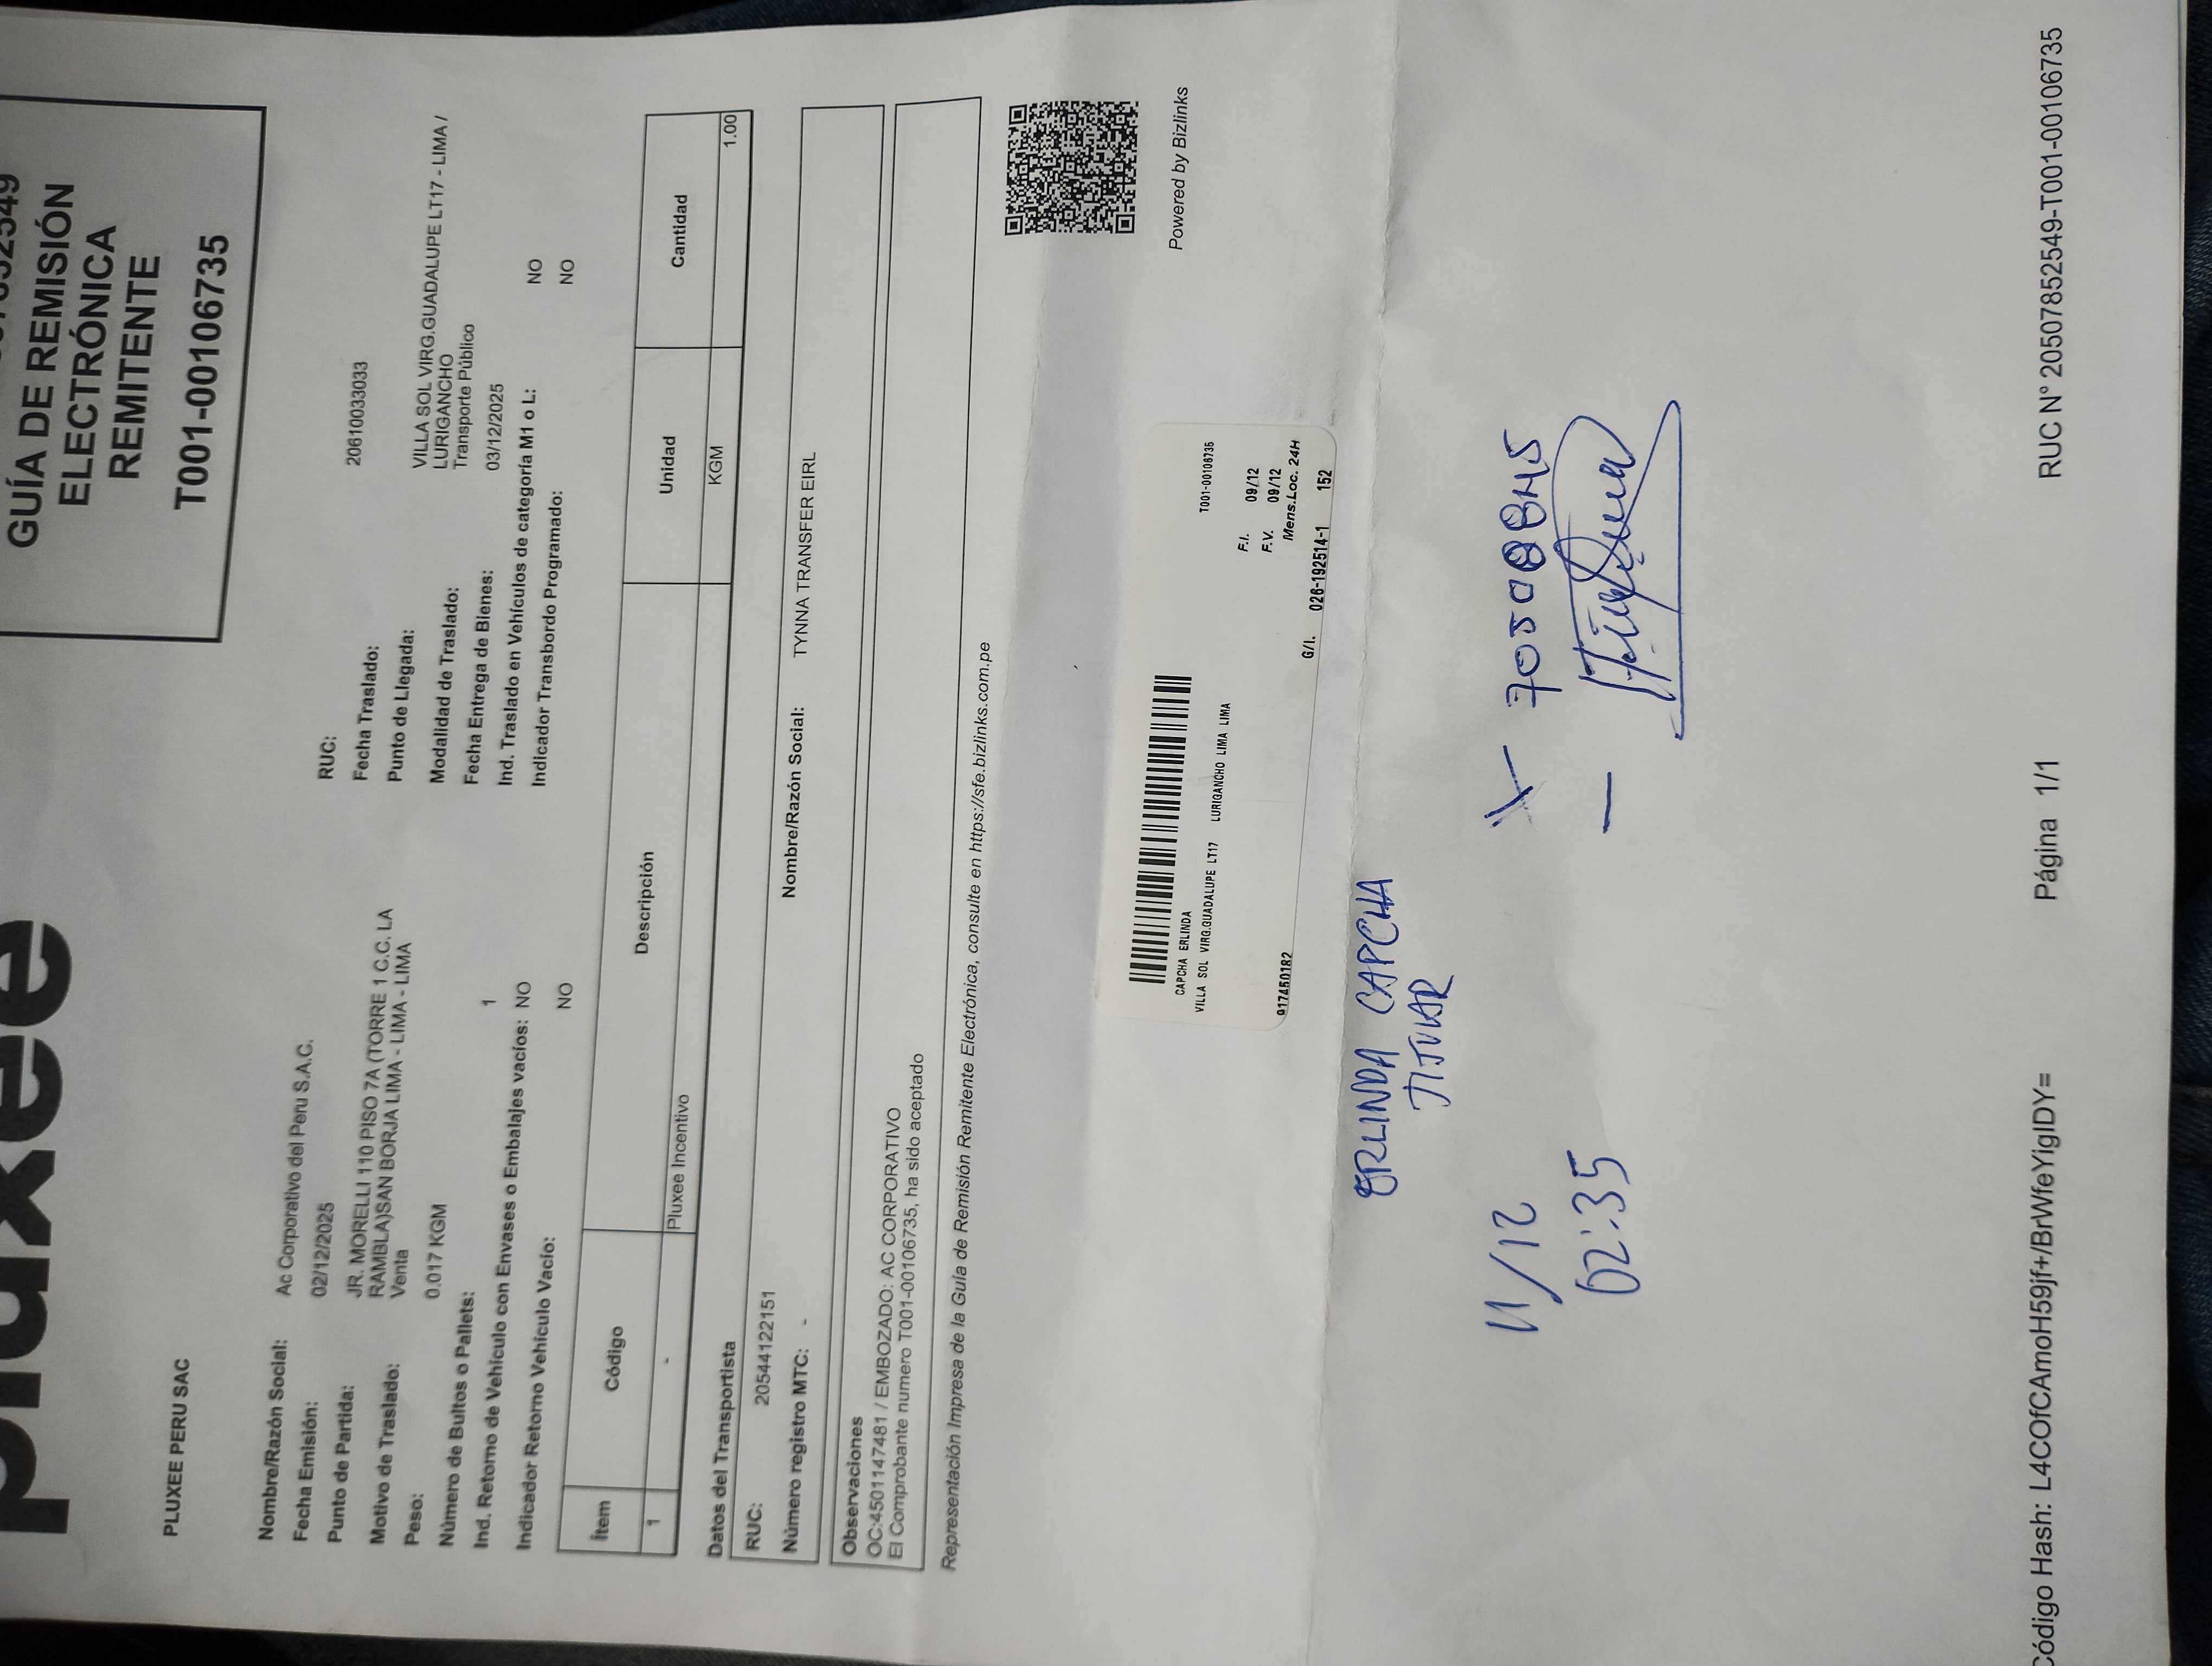 pluxee
GUÍA DE REMISIÓN
ELECTRÓNICA
REMITENTE
T001-00106735
PLUXEE PERU SAC
Nombre/Razón Social: Ac Corporativo del Peru S.A.C.
RUC: 20610033033
Fecha Emisión: 02/12/2025
Fecha Traslado:
Punto de Partida: JR. MORELLI 110 PISO 7A (TORRE 1 C.C. LA
RAMBLA)SAN BORJA LIMA - LIMA - LIMA
Punto de Llegada: VILLA SOL VIRG.GUADALUPE LT17 - LIMA /
LURIGANCHO
Motivo de Traslado: Venta
Modalidad de Traslado: Transporte Público
Peso: 0.017 KGM
Fecha Entrega de Bienes: 03/12/2025
Número de Bultos o Pallets: 1
Ind. Traslado en Vehículos de categoría M1 o L: NO
Ind. Retorno de Vehículo con Envases o Embalajes vacíos: NO
Indicador Transbordo Programado: NO
Indicador Retorno Vehículo Vacío: NO
Ítem Código Descripción Unidad Cantidad
1 - Pluxee Incentivo KGM 1.00
Datos del Transportista
RUC: 20544122151
Nombre/Razón Social: TYNNA TRANSFER EIRL
Número registro MTC: -
Observaciones
OC:4501147481 / EMBOZADO: AC CORPORATIVO
El Comprobante numero T001-00106735, ha sido aceptado
Representación Impresa de la Guía de Remisión Remitente Electrónica, consulte en https://sfe.bizlinks.com.pe
Powered by Bizlinks
CAPCHA ERLINDA
VILLA SOL VIRG.GUADALUPE LT17 LURIGANCHO LIMA LIMA
T001-00106735
F.I. 09/12
F.V. 09/12
Mens.Loc. 24H
G17450182
G/I. 026-192514-1 152
ERLINDA CAPCHA
TITULAR
11/12
02:35
Código Hash: L4COfCAmoH59jf+/BrWfeYigIDY=
Página 1/1
RUC N° 20507852549-T001-00106735